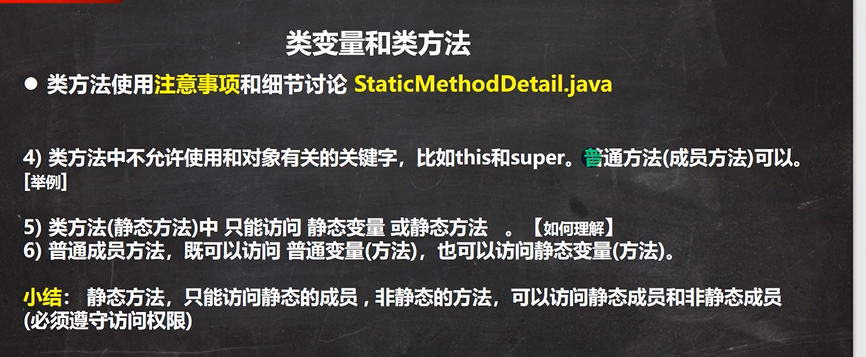 类变量和类方法
● 类方法使用注意事项和细节讨论 StaticMethodDetail.java
4) 类方法中不允许使用和对象有关的关键字，比如this和super。普通方法(成员方法)可以。
[举例]
5) 类方法(静态方法)中 只能访问 静态变量 或静态方法 。【如何理解】
6) 普通成员方法，既可以访问 普通变量(方法)，也可以访问静态变量(方法)。
小结： 静态方法，只能访问静态的成员 , 非静态的方法，可以访问静态成员和非静态成员
(必须遵守访问权限)